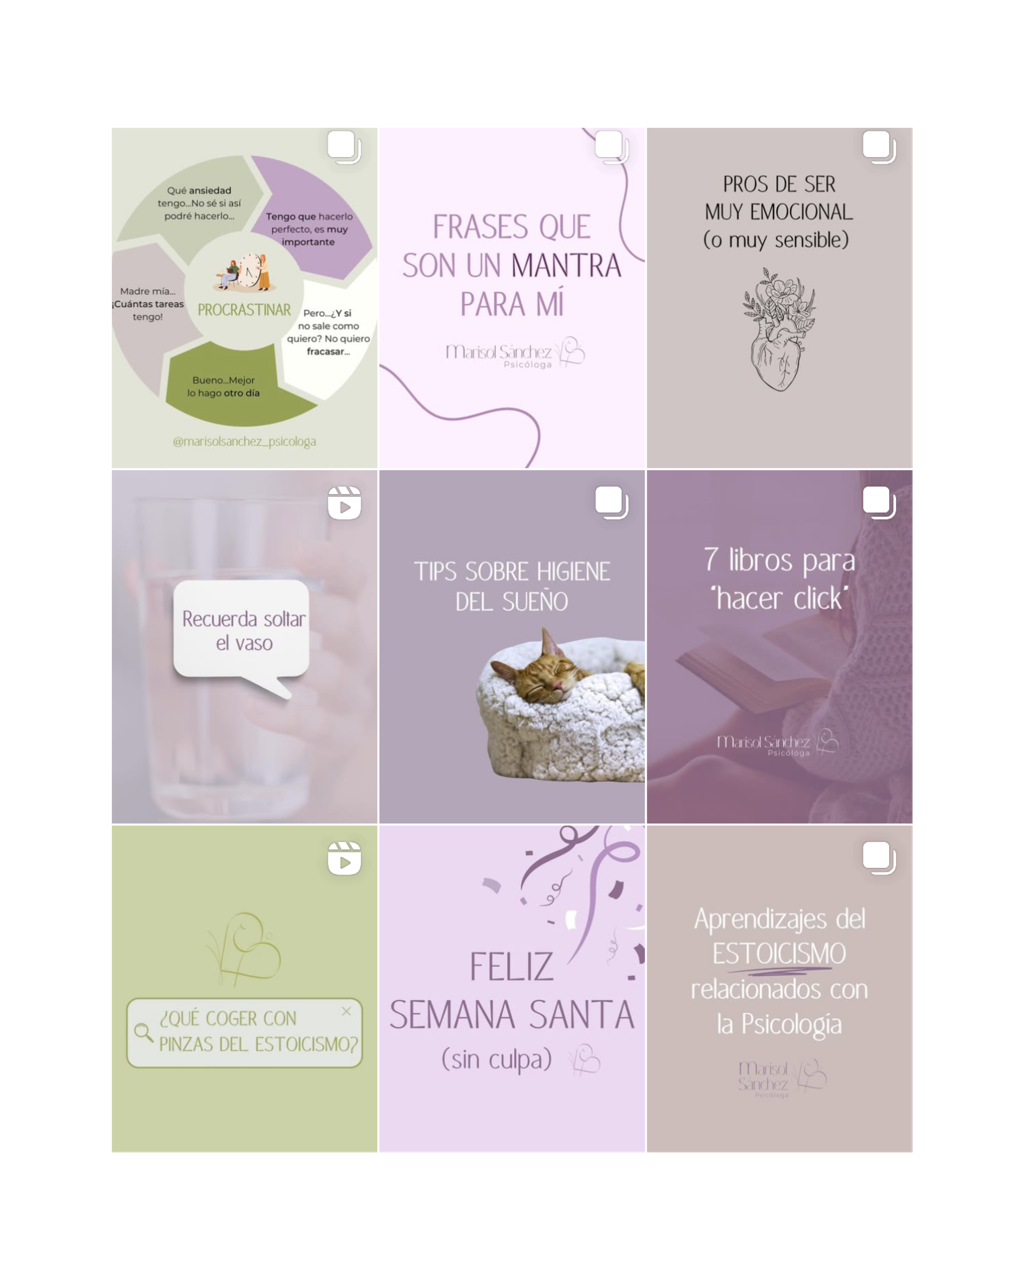 Qué ansiedad
tengo...No sé si así
podré hacerlo...
Tengo que hacerlo
perfecto, es muy
importante
Pero...¿Y si
no sale como
quiero? No quiero
fracasar...
Bueno...Mejor
lo hago otro día
Madre mía...
¡Cuántas tareas
tengo!
PROCRASTINAR
@marisolsanchez_psicologa
FRASES QUE
SON UN MANTRA
PARA MÍ
Marisol Sánchez
Psicóloga
PROS DE SER
MUY EMOCIONAL
(o muy sensible)
Recuerda soltar
el vaso
TIPS SOBRE HIGIENE
DEL SUEÑO
7 libros para
"hacer click"
Marisol Sánchez
Psicóloga
¿QUÉ COGER CON
PINZAS DEL ESTOICISMO?
FELIZ
SEMANA SANTA
(sin culpa)
Aprendizajes del
ESTOICISMO
relacionados con
la Psicología
Marisol
Sánchez
Psicóloga